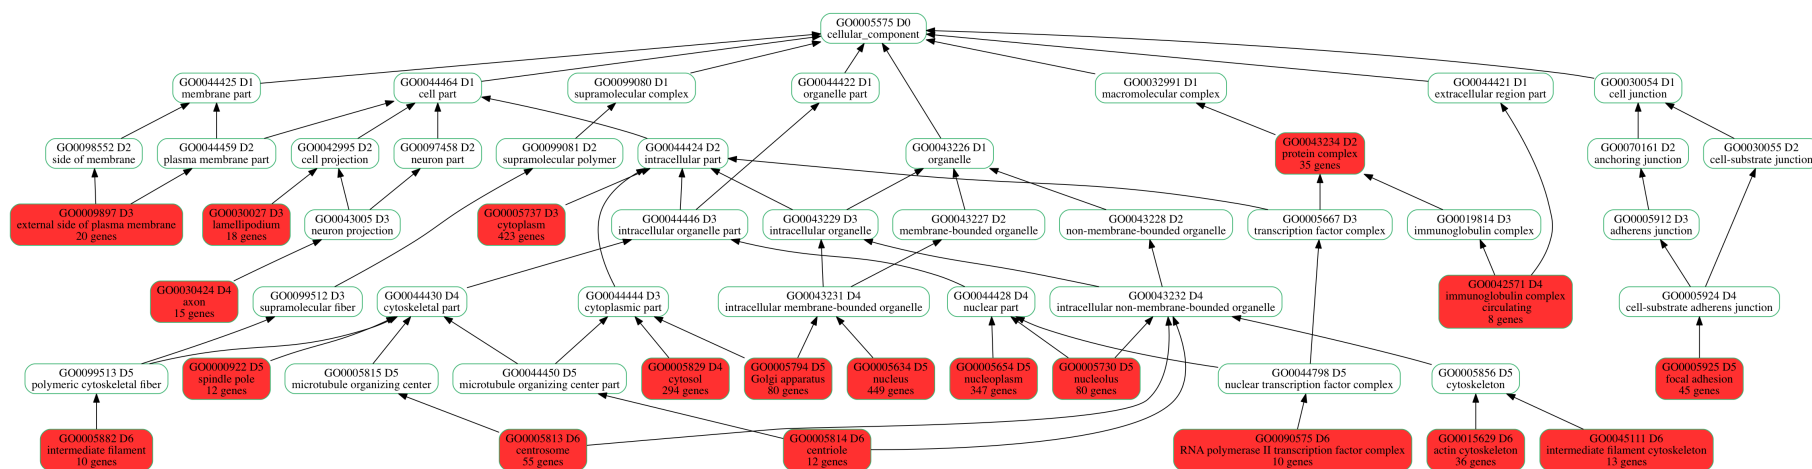 GO0005575 D0
cellular_component
GO0044425 D1
membrane part
GO0044464 D1
cell part
GO0099080 D1
supramolecular complex
GO0044422 D1
organelle part
GO0032991 D1
macromolecular complex
GO0044421 D1
extracellular region part
GO0030054 D1
cell junction
GO0098552 D2
side of membrane
GO0044459 D2
plasma membrane part
GO0042995 D2
cell projection
GO0097458 D2
neuron part
GO0099081 D2
supramolecular polymer
GO0044424 D2
intracellular part
GO0043226 D1
organelle
GO0043234 D2
protein complex
35 genes
GO0070161 D2
anchoring junction
GO0030055 D2
cell-substrate junction
GO0009897 D3
external side of plasma membrane
20 genes
GO0030027 D3
lamellipodium
18 genes
GO0043005 D3
neuron projection
GO0005737 D3
cytoplasm
423 genes
GO0044446 D3
intracellular organelle part
GO0043229 D3
intracellular organelle
GO0043227 D2
membrane-bounded organelle
GO0043228 D2
non-membrane-bounded organelle
GO0005667 D3
transcription factor complex
GO0019814 D3
immunoglobulin complex
GO0005912 D3
adherens junction
GO0030424 D4
axon
15 genes
GO0099512 D3
supramolecular fiber
GO0044430 D4
cytoskeletal part
GO0044444 D3
cytoplasmic part
GO0043231 D4
intracellular membrane-bounded organelle
GO0044428 D4
nuclear part
GO0043232 D4
intracellular non-membrane-bounded organelle
GO0042571 D4
immunoglobulin complex
circulating
8 genes
GO0005924 D4
cell-substrate adherens junction
GO0099513 D5
polymeric cytoskeletal fiber
GO0000922 D5
spindle pole
12 genes
GO0005815 D5
microtubule organizing center
GO0044450 D5
microtubule organizing center part
GO0005829 D4
cytosol
294 genes
GO0005794 D5
Golgi apparatus
80 genes
GO0005634 D5
nucleus
449 genes
GO0005654 D5
nucleoplasm
347 genes
GO0005730 D5
nucleolus
80 genes
GO0044798 D5
nuclear transcription factor complex
GO0005856 D5
cytoskeleton
GO0005925 D5
focal adhesion
45 genes
GO0005882 D6
intermediate filament
10 genes
GO0005813 D6
centrosome
55 genes
GO0005814 D6
centriole
12 genes
GO0090575 D6
RNA polymerase II transcription factor complex
10 genes
GO0015629 D6
actin cytoskeleton
36 genes
GO0045111 D6
intermediate filament cytoskeleton
13 genes